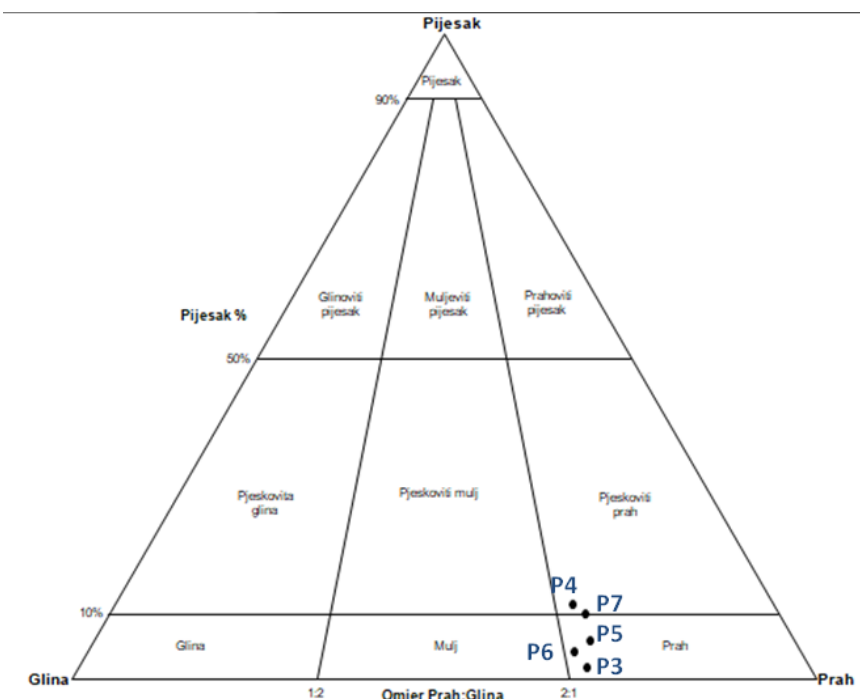 Pijesak
Pijesak
90%
Glinoviti
pijesak
Muljeviti
pijesak
Prahoviti
pijesak
Pijesak %
50%
Pjeskovita
glina
Pjeskoviti mulj
Pjeskoviti
prah
P4
P7
10%
P5
Glina
Mulj
P6
Prah
P3
Glina
Prah
1:2
Omjer Prah:Glina
2:1